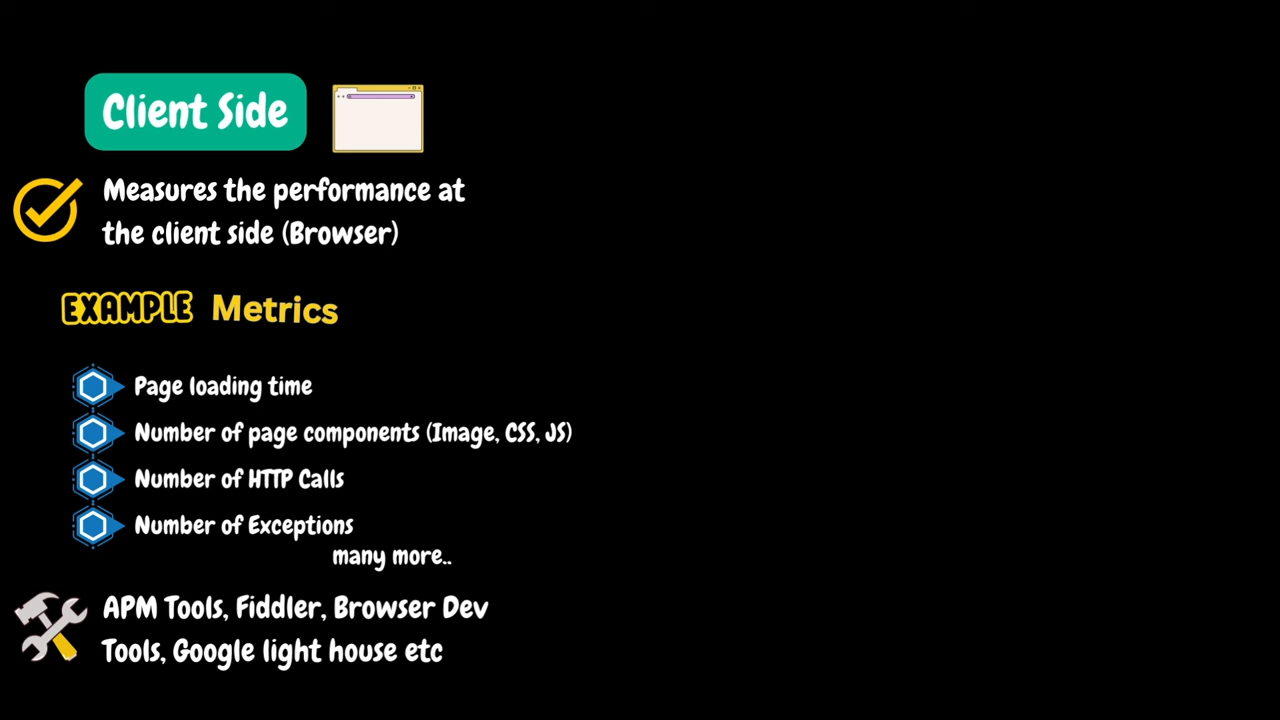 Client Side
Measures the performance at
the client side (Browser)
EXAMPLE Metrics
Page loading time
Number of page components (Image, CSS, JS)
Number of HTTP Calls
Number of Exceptions
many more..
APM Tools, Fiddler, Browser Dev
Tools, Google light house etc